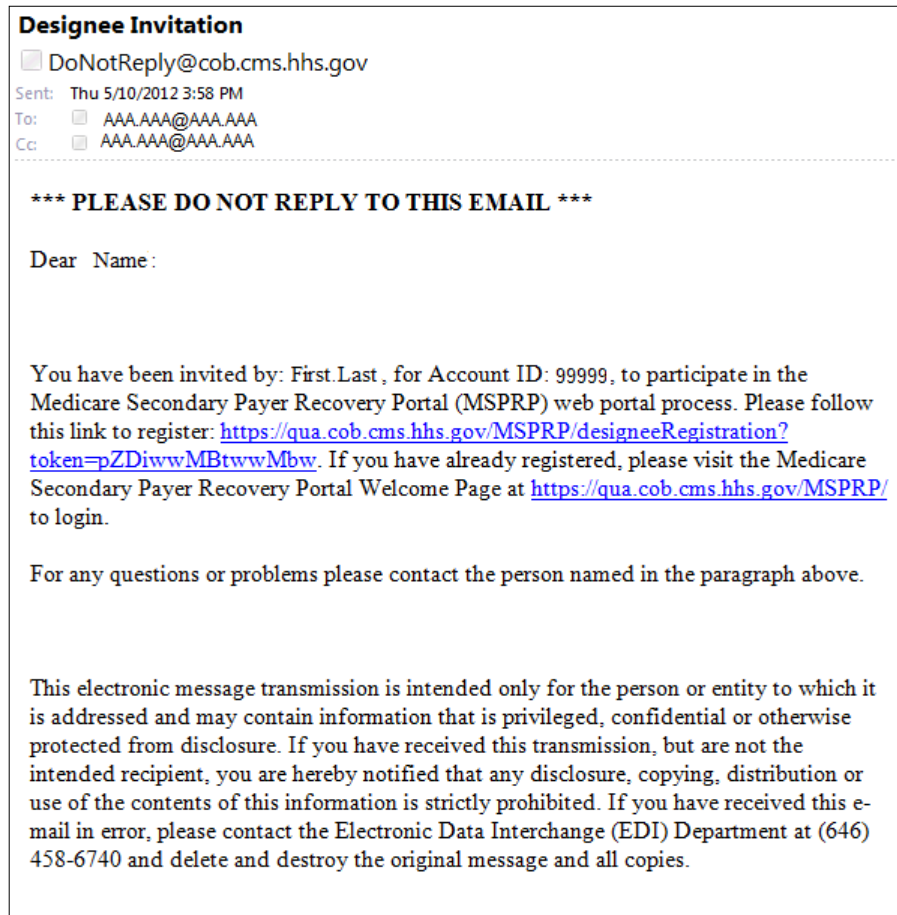 Designee Invitation
DoNotReply@cob.cms.hhs.gov
Sent: Thu 5/10/2012 3:58 PM
To: AAA.AAA@AAA.AAA
Cc: AAA.AAA@AAA.AAA
*** PLEASE DO NOT REPLY TO THIS EMAIL ***
Dear Name:
You have been invited by: First.Last, for Account ID: 99999, to participate in the
Medicare Secondary Payer Recovery Portal (MSPRP) web portal process. Please follow
this link to register: https://qua.cob.cms.hhs.gov/MSPRP/designeeRegistration?
token=pZDiwwMBtwwMbw. If you have already registered, please visit the Medicare
Secondary Payer Recovery Portal Welcome Page at https://qua.cob.cms.hhs.gov/MSPRP/
to login.
For any questions or problems please contact the person named in the paragraph above.
This electronic message transmission is intended only for the person or entity to which it
is addressed and may contain information that is privileged, confidential or otherwise
protected from disclosure. If you have received this transmission, but are not the
intended recipient, you are hereby notified that any disclosure, copying, distribution or
use of the contents of this information is strictly prohibited. If you have received this e-
mail in error, please contact the Electronic Data Interchange (EDI) Department at (646)
458-6740 and delete and destroy the original message and all copies.